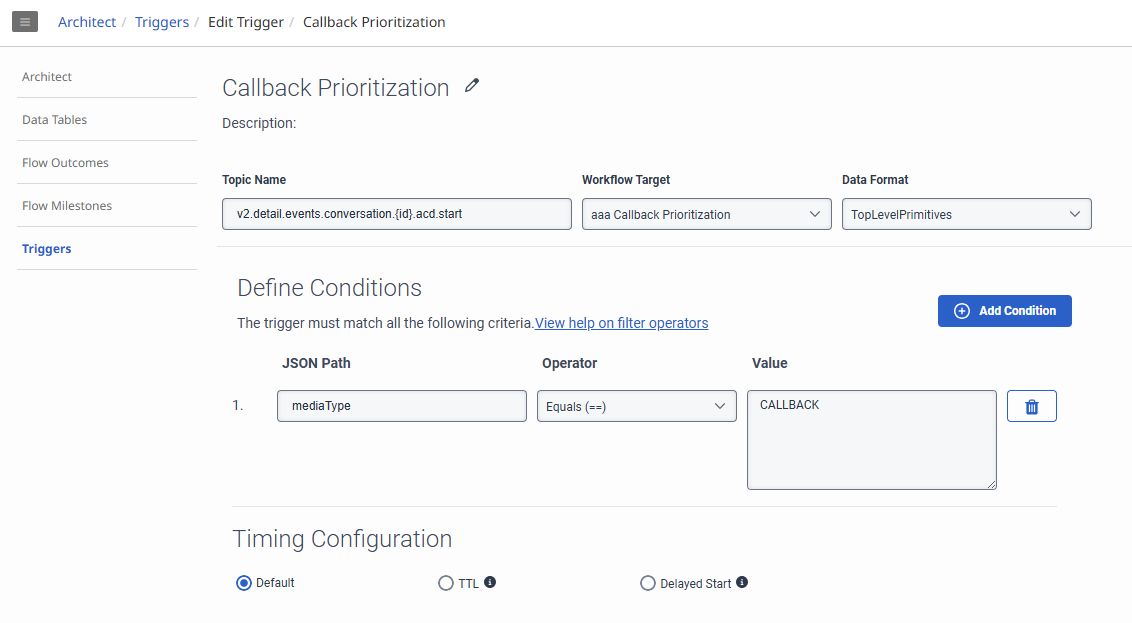 Architect / Triggers / Edit Trigger / Callback Prioritization
Architect
Data Tables
Flow Outcomes
Flow Milestones
Triggers
Callback Prioritization
Description:
Topic Name Workflow Target Data Format
v2.detail.events.conversation.{id}.acd.start aaa Callback Prioritization TopLevelPrimitives
Define Conditions
The trigger must match all the following criteria.View help on filter operators
Add Condition
JSON Path Operator Value
1. mediaType Equals (==) CALLBACK
Timing Configuration
Default TTL Delayed Start